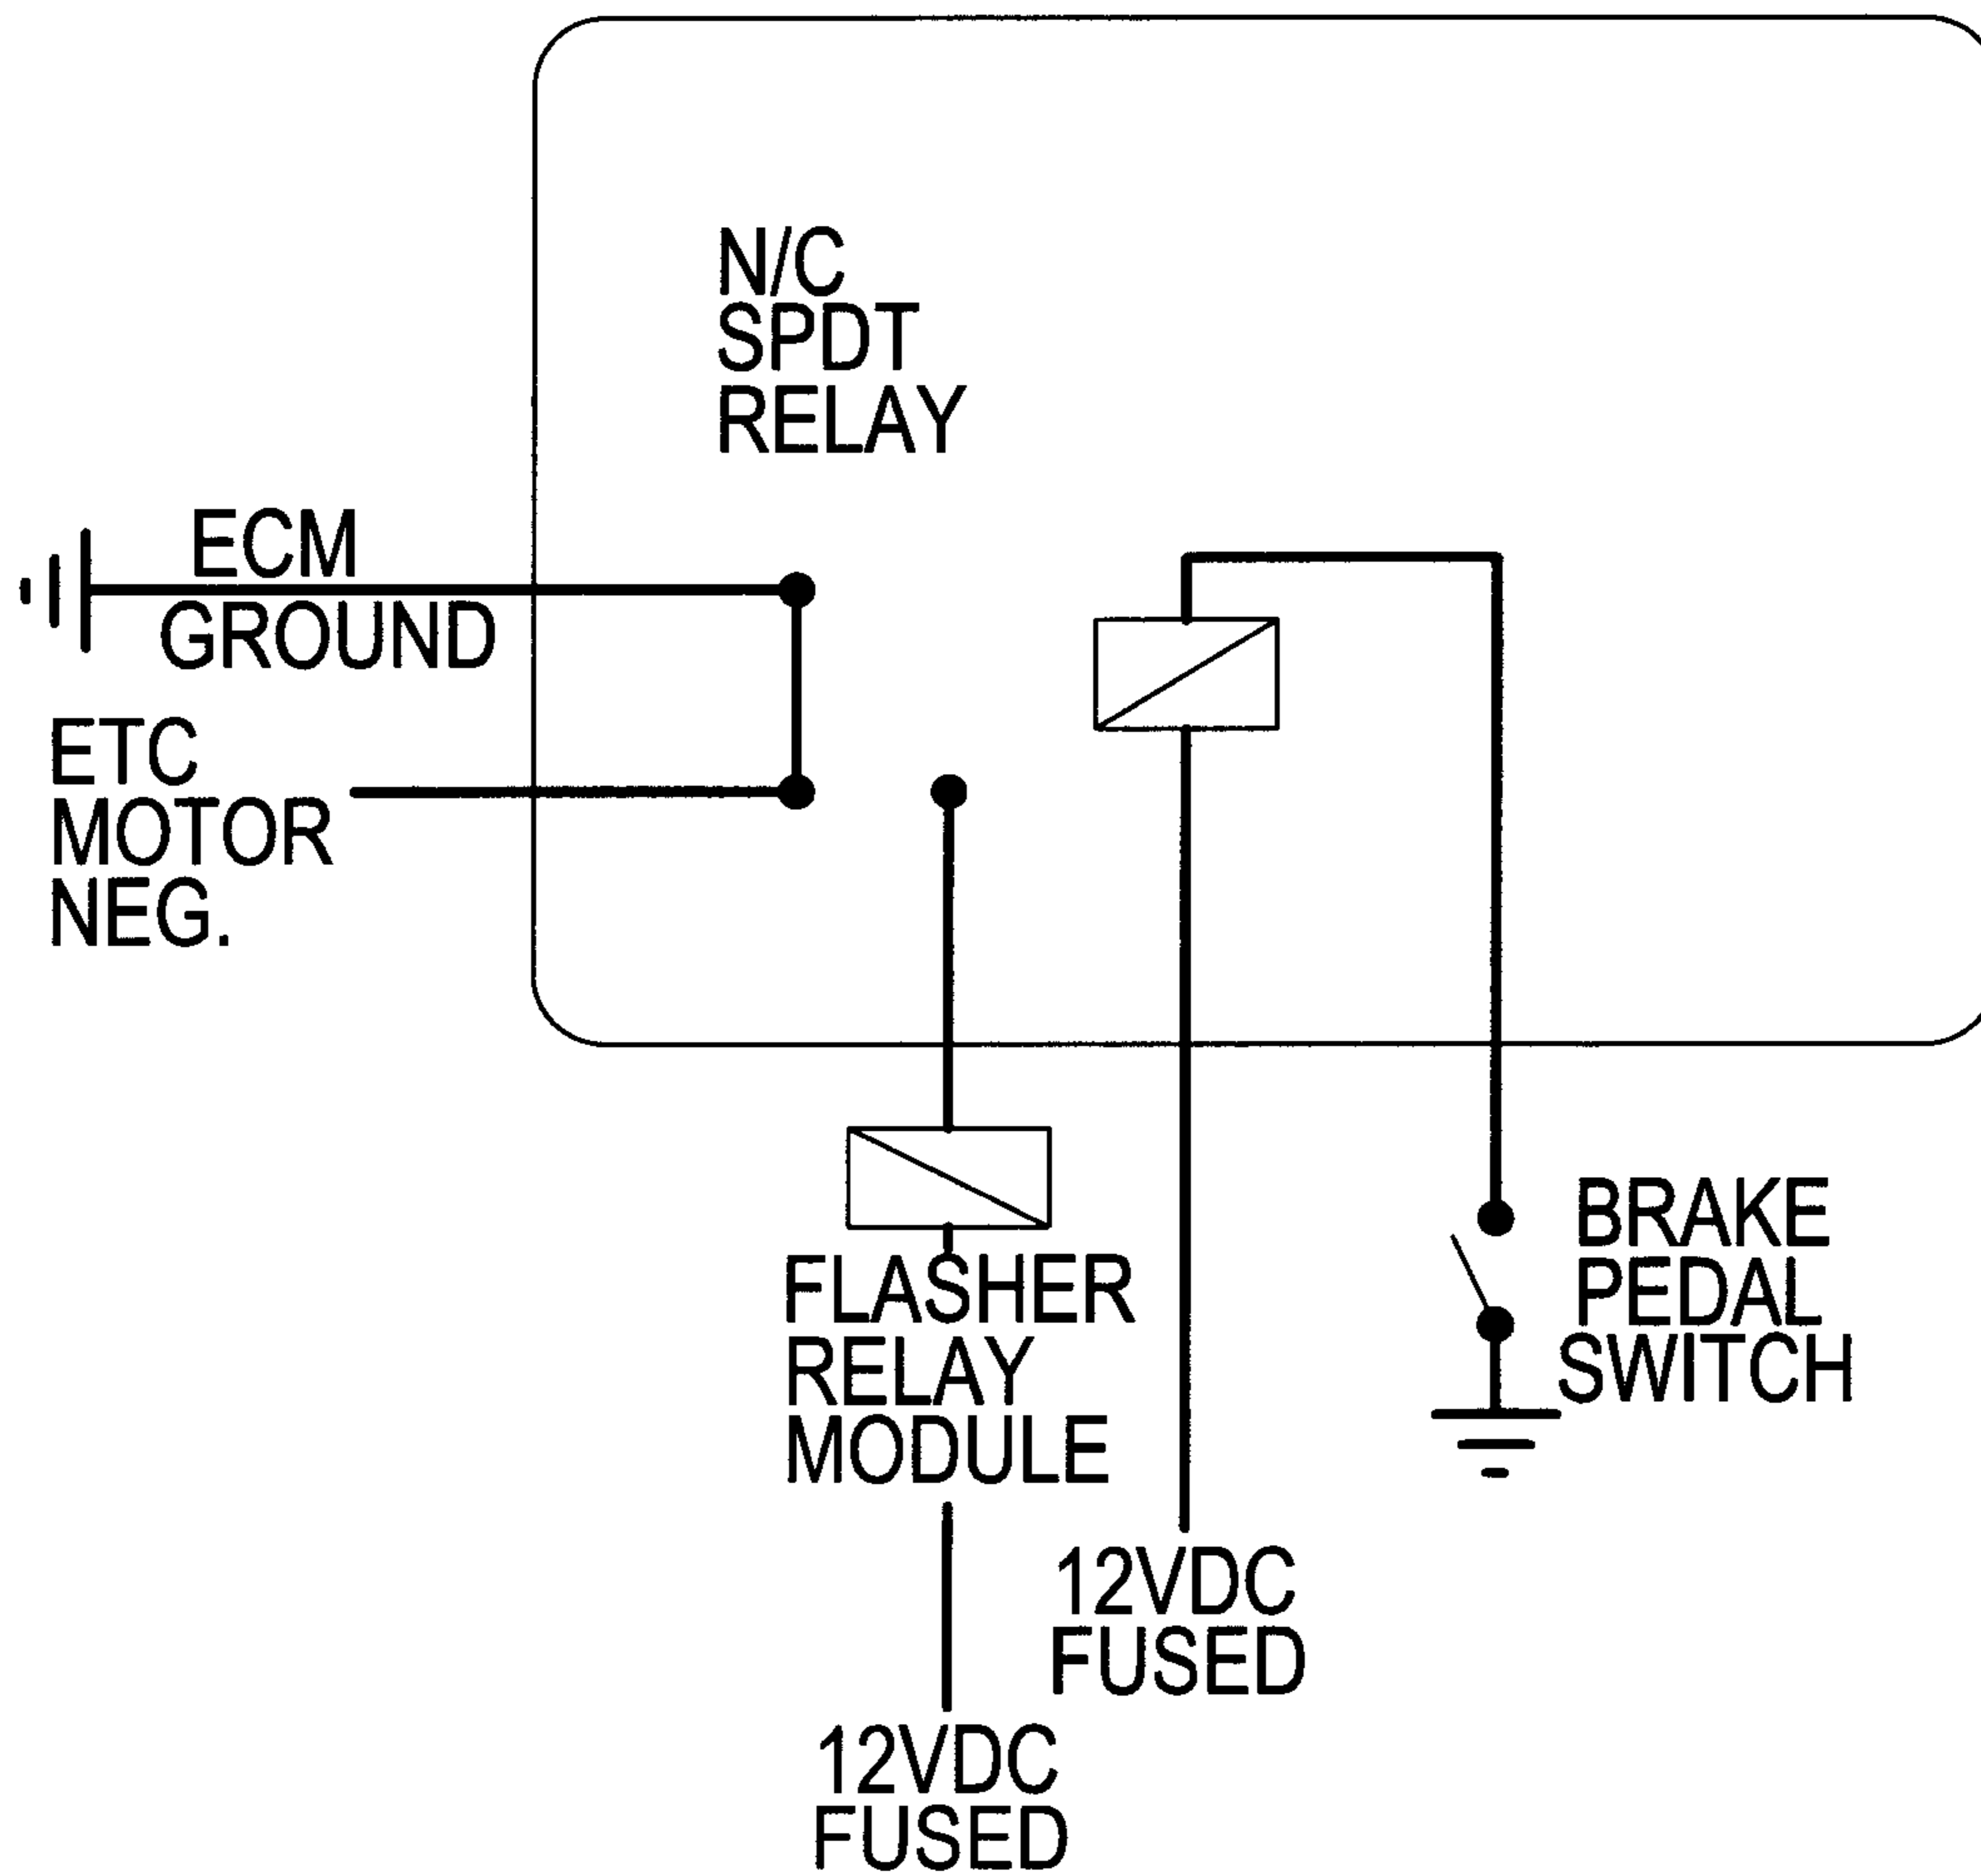 N/C
SPDT
RELAY
ECM
GROUND
ETC
MOTOR
NEG.
FLASHER
RELAY
MODULE
BRAKE
PEDAL
SWITCH
12VDC
FUSED
12VDC
FUSED